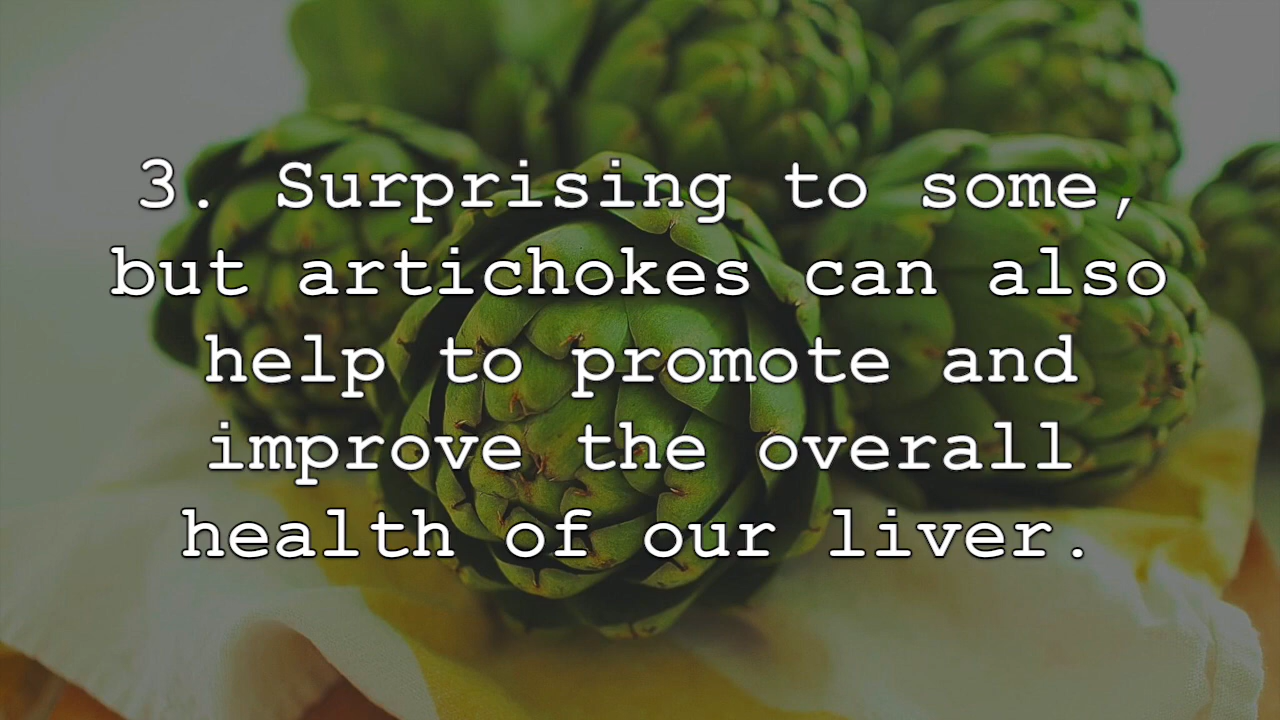 3. Surprising to some,
but artichokes can also
help to promote and
improve the overall
health of our liver.